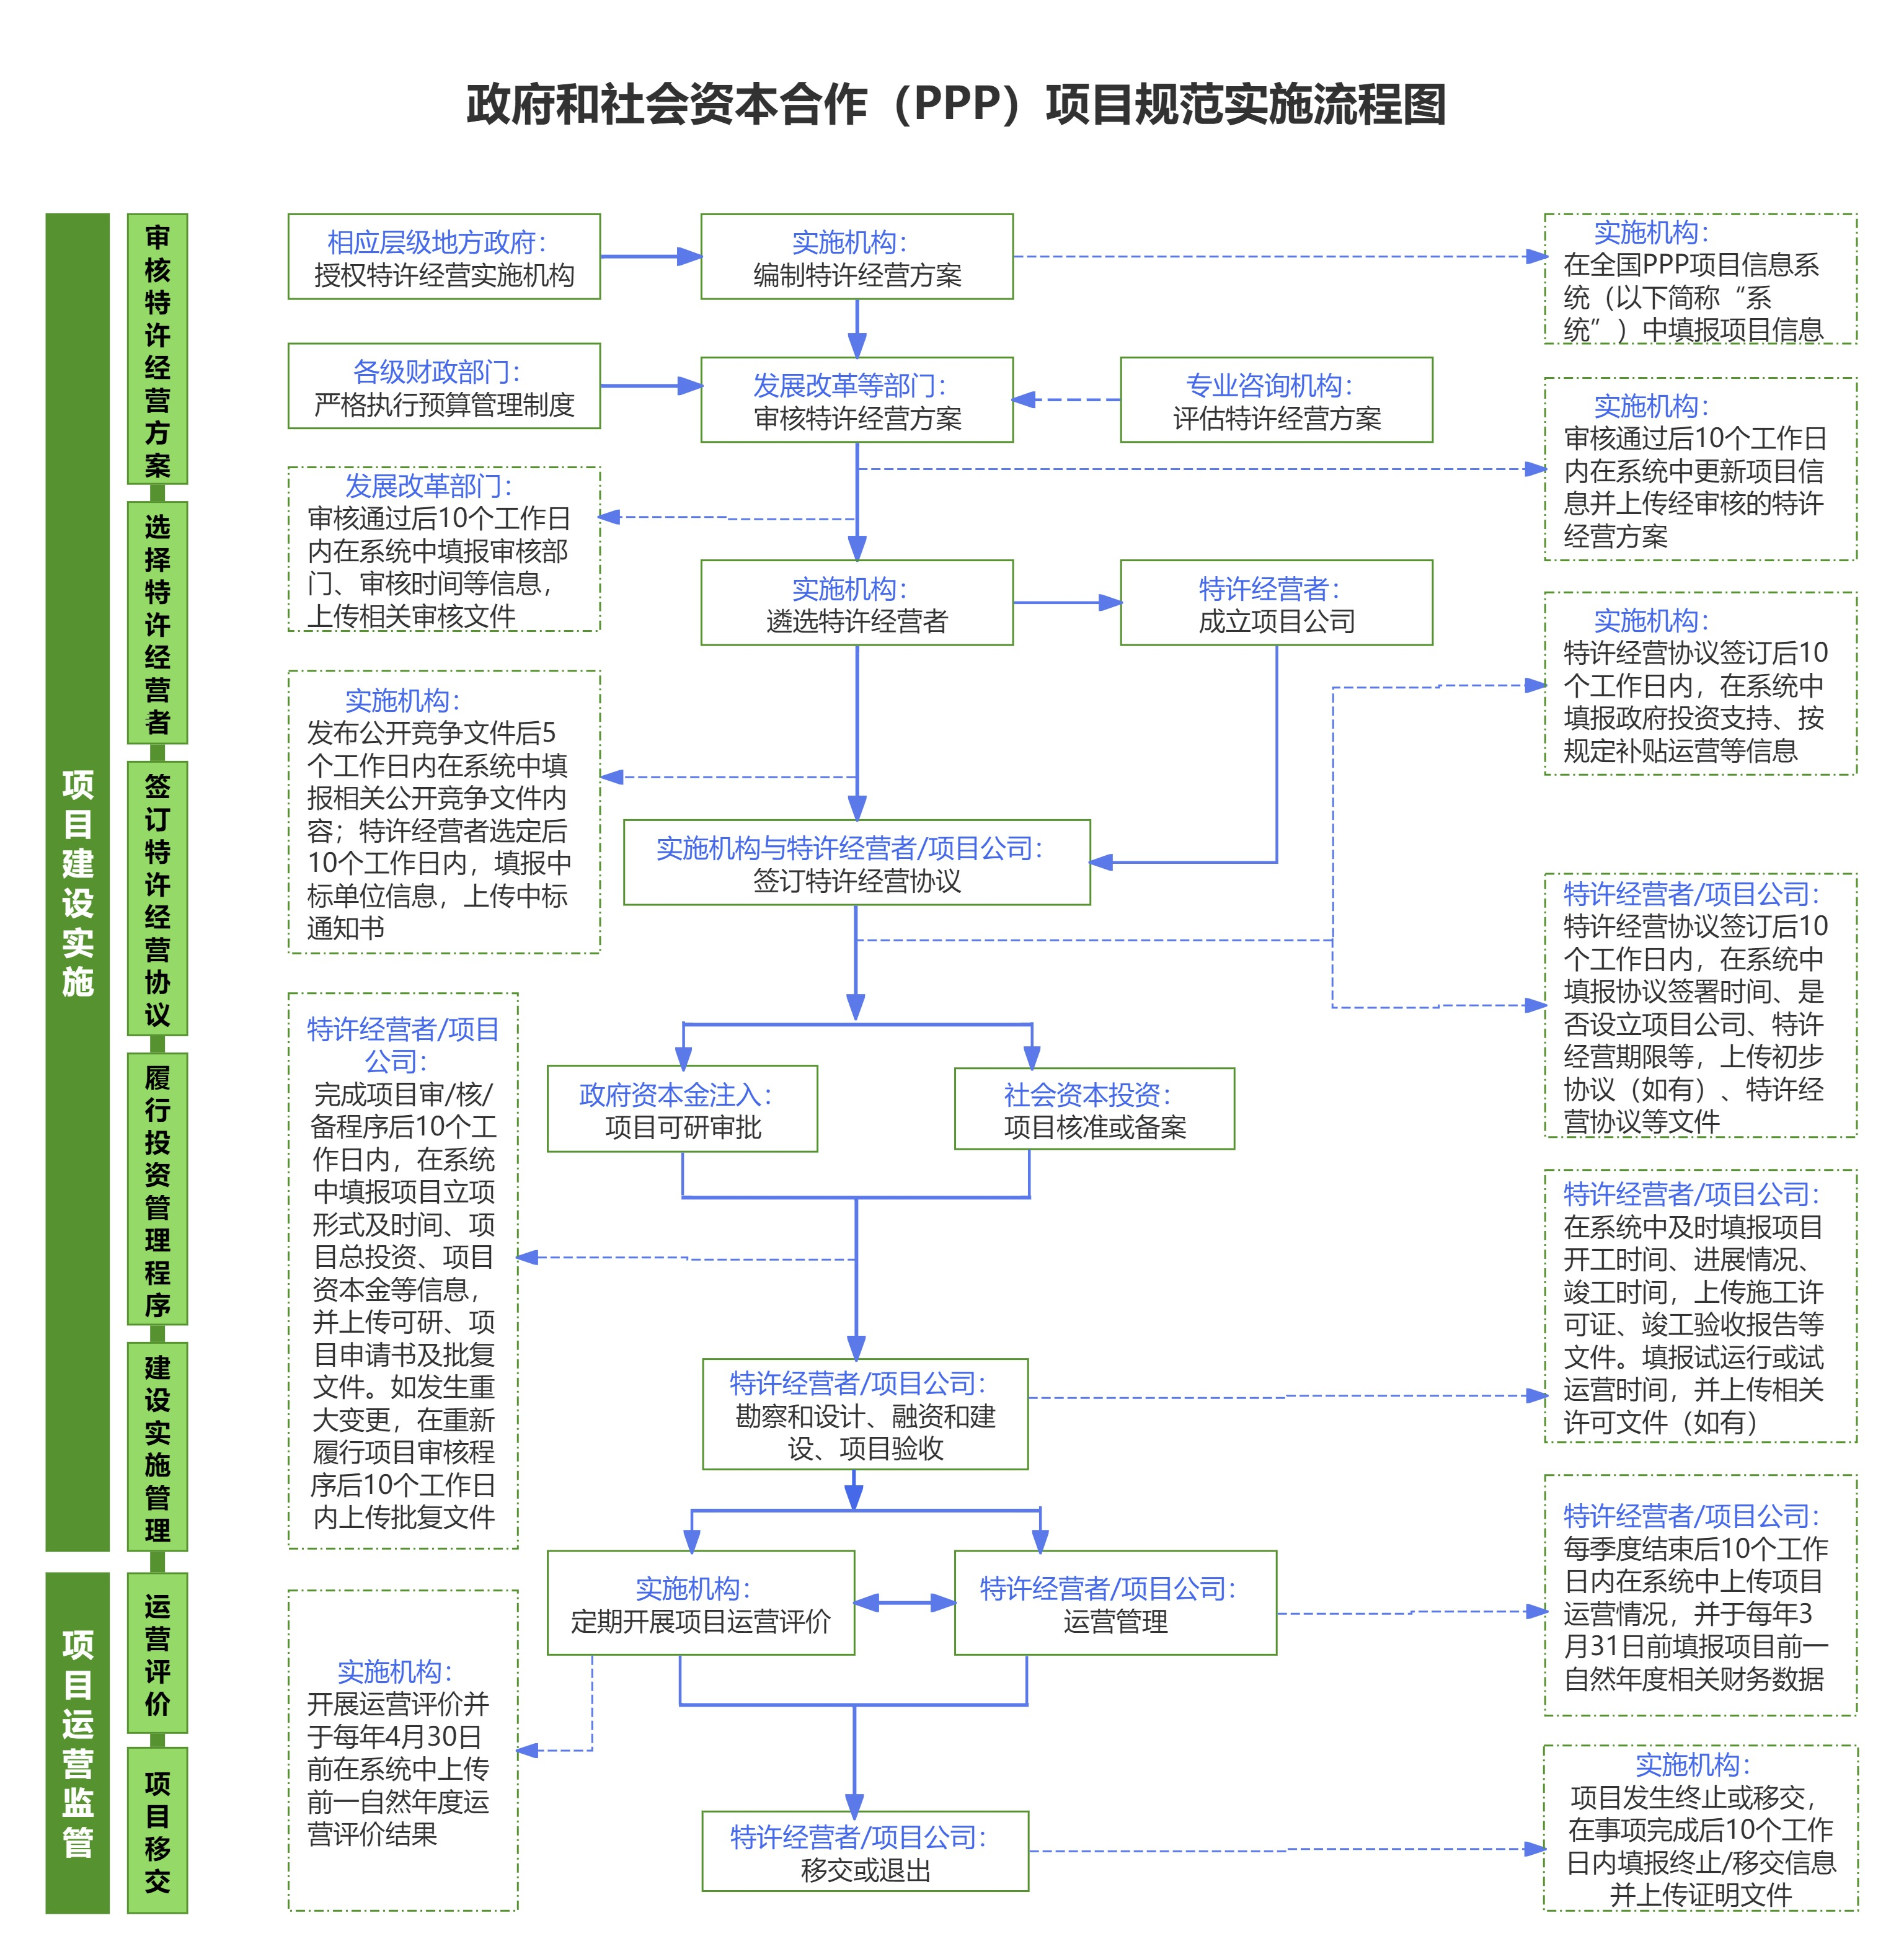 政府和社会资本合作（PPP）项目规范实施流程图
项目建设实施
项目运营监管
审核特许经营方案
选择特许经营者
签订特许经营协议
履行投资管理程序
建设实施管理
运营评价
项目移交
相应层级地方政府：
授权特许经营实施机构
实施机构：
编制特许经营方案
实施机构：
在全国PPP项目信息系
统（以下简称“系
统”）中填报项目信息
各级财政部门：
严格执行预算管理制度
发展改革等部门：
审核特许经营方案
专业咨询机构：
评估特许经营方案
实施机构：
审核通过后10个工作日
内在系统中更新项目信
息并上传经审核的特许
经营方案
发展改革部门：
审核通过后10个工作日
内在系统中填报审核部
门、审核时间等信息，
上传相关审核文件
实施机构：
遴选特许经营者
特许经营者：
成立项目公司
实施机构：
特许经营协议签订后10
个工作日内，在系统中
填报政府投资支持、按
规定补贴运营等信息
实施机构：
发布公开竞争文件后5
个工作日内在系统中填
报相关公开竞争文件内
容；特许经营者选定后
10个工作日内，填报中
标单位信息，上传中标
通知书
实施机构与特许经营者/项目公司：
签订特许经营协议
特许经营者/项目公司：
特许经营协议签订后10
个工作日内，在系统中
填报协议签署时间、是
否设立项目公司、特许
经营期限等，上传初步
协议（如有）、特许经
营协议等文件
特许经营者/项目
公司：
完成项目审/核/
备程序后10个工
作日内，在系统
中填报项目立项
形式及时间、项
目总投资、项目
资本金等信息，
并上传可研、项
目申请书及批复
文件。如发生重
大变更，在重新
履行项目审核程
序后10个工作日
内上传批复文件
政府资本金注入：
项目可研审批
社会资本投资：
项目核准或备案
特许经营者/项目公司：
在系统中及时填报项目
开工时间、进展情况、
竣工时间，上传施工许
可证、竣工验收报告等
文件。填报试运行或试
运营时间，并上传相关
许可文件（如有）
特许经营者/项目公司：
勘察和设计、融资和建
设、项目验收
特许经营者/项目公司：
每季度结束后10个工作
日内在系统中上传项目
运营情况，并于每年3
月31日前填报项目前一
自然年度相关财务数据
实施机构：
定期开展项目运营评价
特许经营者/项目公司：
运营管理
实施机构：
开展运营评价并
于每年4月30日
前在系统中上传
前一自然年度运
营评价结果
特许经营者/项目公司：
移交或退出
实施机构：
项目发生终止或移交，
在事项完成后10个工作
日内填报终止/移交信息
并上传证明文件